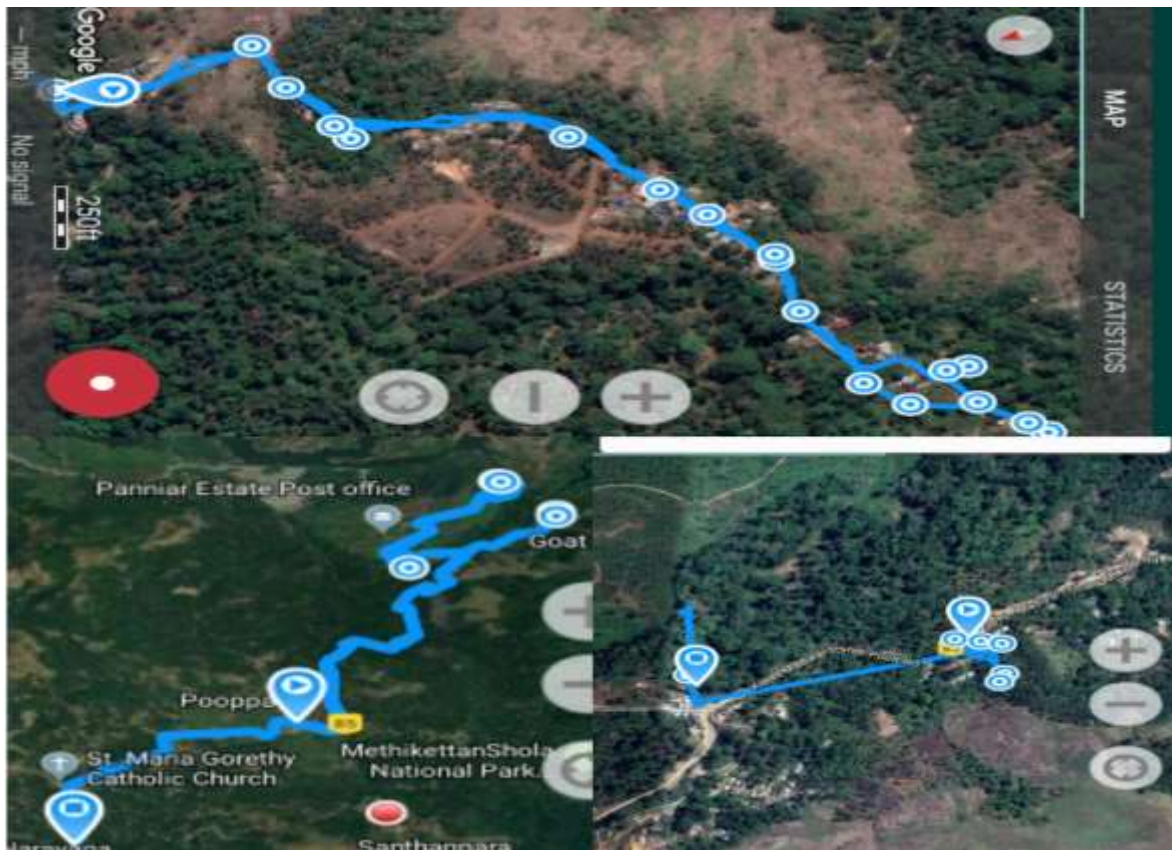 MAP
STATISTICS
Google
— mph
No signal
250ft
Panniar Estate Post office
Goat
Pooppa
85
St. Maria Gorethy
Catholic Church
MethikettanShola
National Park
Santhanpara